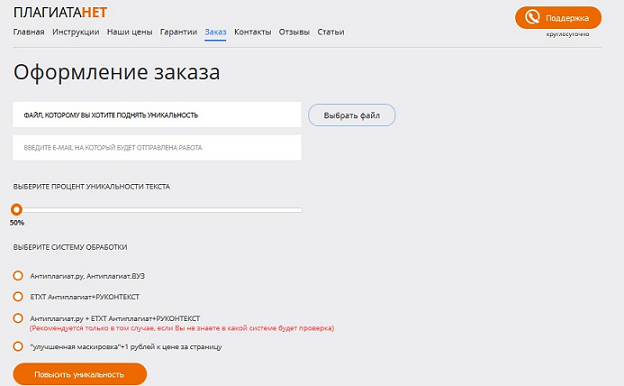 ПЛАГИАТАНЕТ
Поддержка
круглосуточно
Главная Инструкции Наши цены Гарантии Заказ Контакты Отзывы Статьи
Оформление заказа
ФАЙЛ, КОТОРОМУ ВЫ ХОТИТЕ ПОДНЯТЬ УНИКАЛЬНОСТЬ
Выбрать файл
ВВЕДИТЕ E-MAIL НА КОТОРЫЙ БУДЕТ ОТПРАВЛЕНА РАБОТА
ВЫБЕРИТЕ ПРОЦЕНТ УНИКАЛЬНОСТИ ТЕКСТА
50%
ВЫБЕРИТЕ СИСТЕМУ ОБРАБОТКИ
Антиплагиат.ру, Антиплагиат.ВУЗ
ЕТХТ Антиплагиат+РУКОНТЕКСТ
Антиплагиат.ру + ЕТХТ Антиплагиат+РУКОНТЕКСТ
(Рекомендуется только в том случае, если Вы не знаете в какой системе будет проверка)
"улучшенная маскировка"+1 рублей к цене за страницу
Повысить уникальность